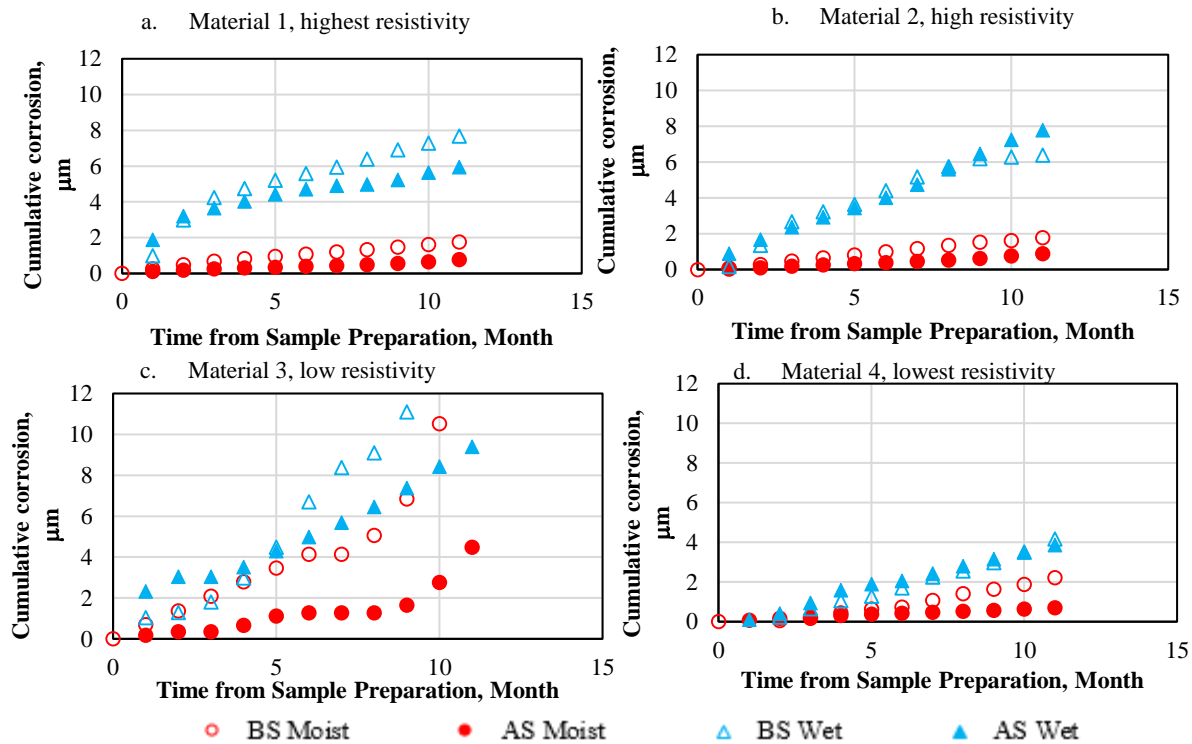 a. Material 1, highest resistivity
12
10
8
6
4
2
0
0 5 10 15
Cumulative corrosion,
µm
Time from Sample Preparation, Month
b. Material 2, high resistivity
12
10
8
6
4
2
0
0 5 10 15
Cumulative corrosion,
µm
Time from Sample Preparation, Month
c. Material 3, low resistivity
12
10
8
6
4
2
0
0 5 10 15
Cumulative corrosion,
µm
Time from Sample Preparation, Month
d. Material 4, lowest resistivity
12
10
8
6
4
2
0
0 5 10 15
Cumulative corrosion,
µm
Time from Sample Preparation, Month
BS Moist AS Moist BS Wet AS Wet